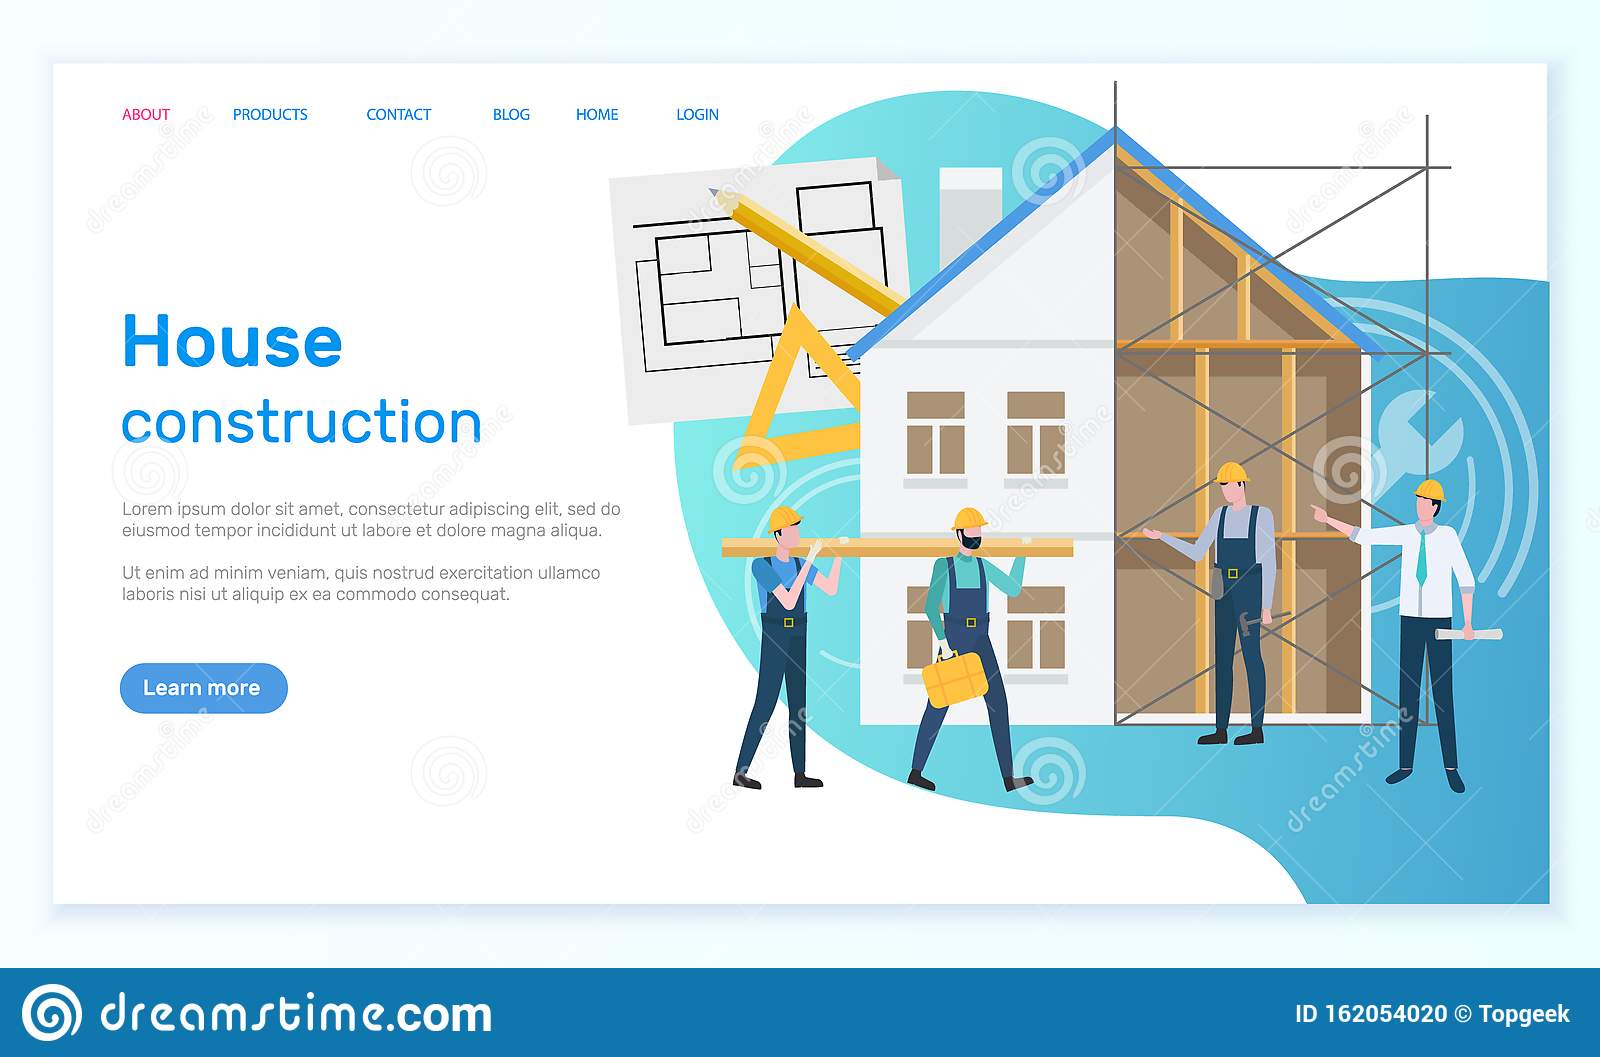 ABOUT PRODUCTS CONTACT BLOG HOME LOGIN
House
construction
Lorem ipsum dolor sit amet, consectetur adipiscing elit, sed do
eiusmod tempor incididunt ut labore et dolore magna aliqua.
Ut enim ad minim veniam, quis nostrud exercitation ullamco
laboris nisi ut aliquip ex ea commodo consequat.
Learn more
dreamstime.com
ID 162054020 © Topgeek